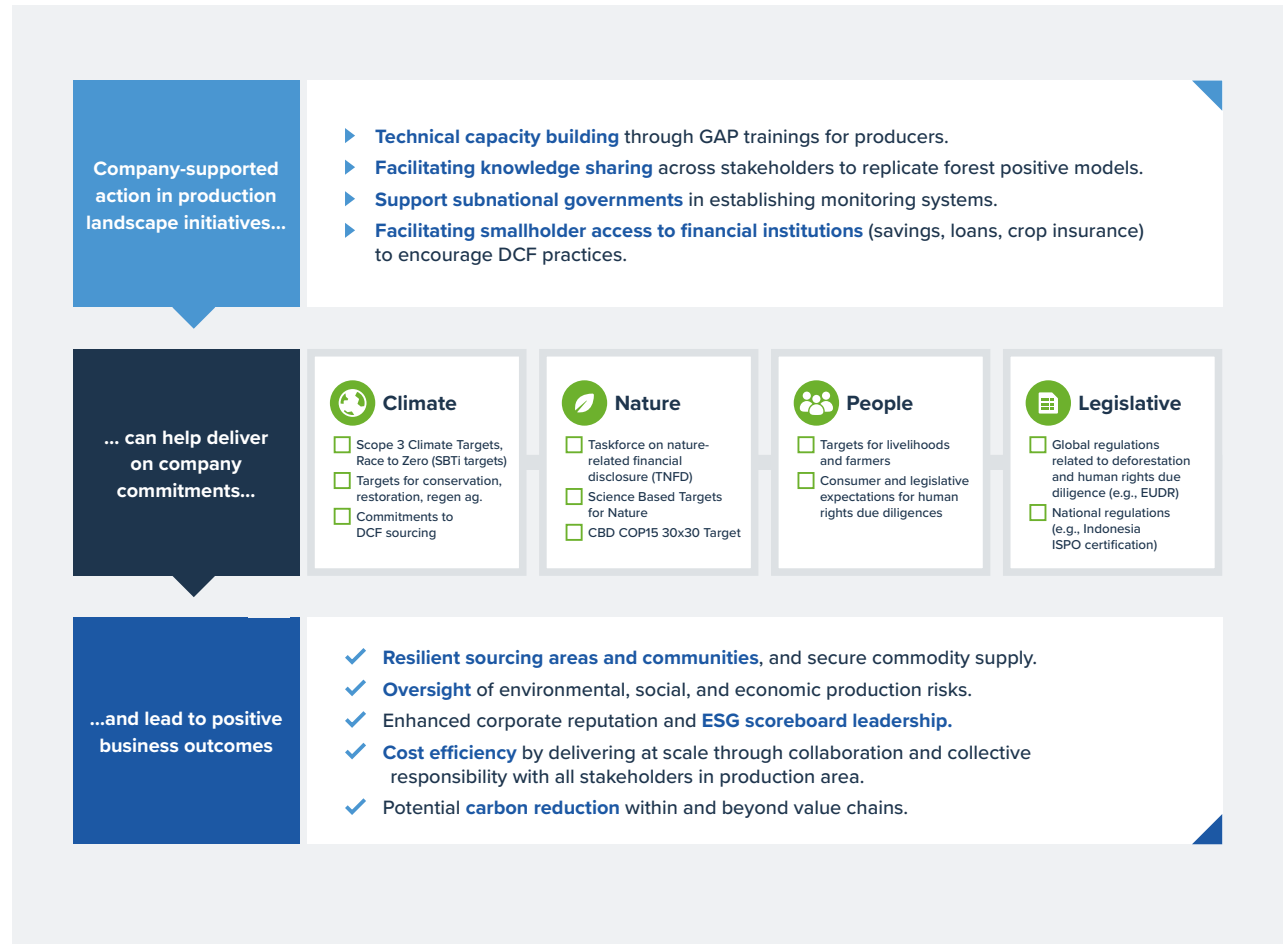 Company-supported
action in production
landscape initiatives...
Technical capacity building through GAP trainings for producers.
Facilitating knowledge sharing across stakeholders to replicate forest positive models.
Support subnational governments in establishing monitoring systems.
Facilitating smallholder access to financial institutions (savings, loans, crop insurance)
to encourage DCF practices.
... can help deliver
on company
commitments...
Climate
Scope 3 Climate Targets,
Race to Zero (SBTi targets)
Targets for conservation,
restoration, regen ag.
Commitments to
DCF sourcing
Nature
Taskforce on nature-
related financial
disclosure (TNFD)
Science Based Targets
for Nature
CBD COP15 30x30 Target
People
Targets for livelihoods
and farmers
Consumer and legislative
expectations for human
rights due diligences
Legislative
Global regulations
related to deforestation
and human rights due
diligence (e.g., EUDR)
National regulations
(e.g., Indonesia
ISPO certification)
...and lead to positive
business outcomes
Resilient sourcing areas and communities, and secure commodity supply.
Oversight of environmental, social, and economic production risks.
Enhanced corporate reputation and ESG scoreboard leadership.
Cost efficiency by delivering at scale through collaboration and collective
responsibility with all stakeholders in production area.
Potential carbon reduction within and beyond value chains.